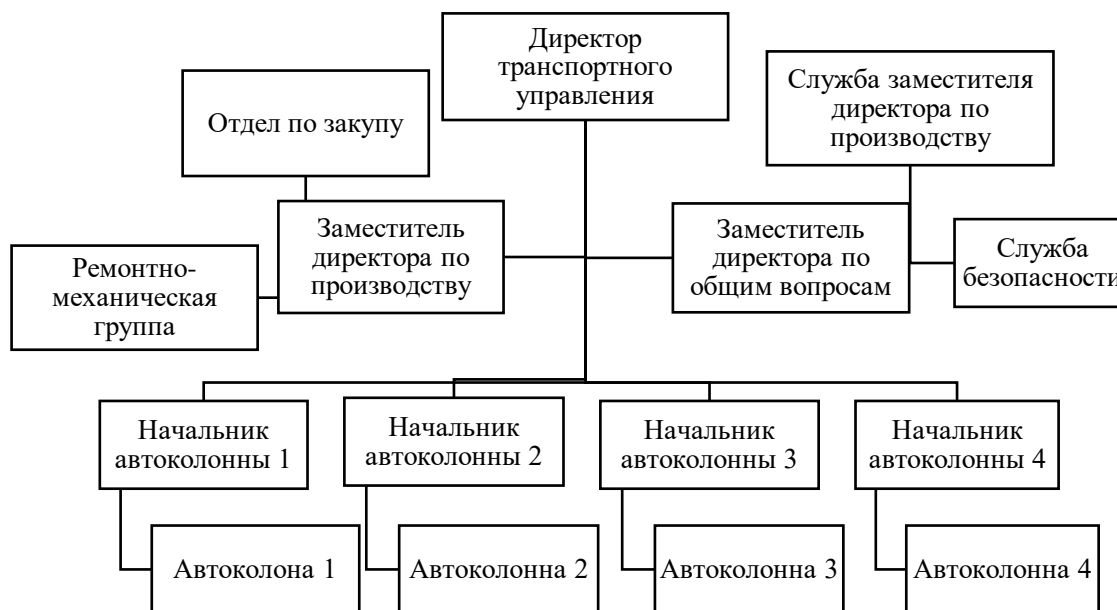 Директор
транспортного
управления
Служба заместителя
директора по
производству
Отдел по закупу
Заместитель
директора по
производству
Заместитель
директора по
общим вопросам
Служба
безопасности
Ремонтно-
механическая
группа
Начальник
автоколонны 1
Начальник
автоколонны 2
Начальник
автоколонны 3
Начальник
автоколонны 4
Автоколона 1
Автоколонна 2
Автоколонна 3
Автоколонна 4